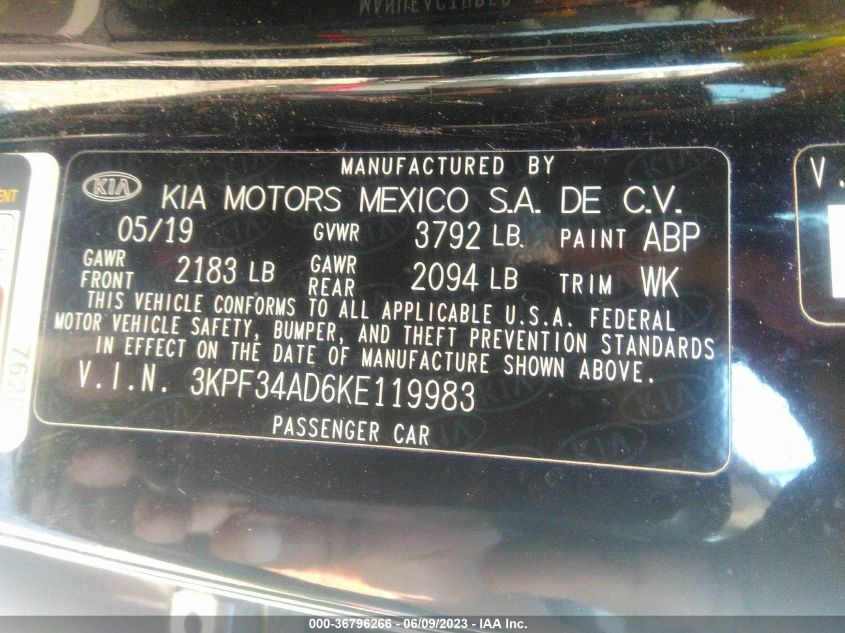 MANUFACTURED BY
KIA KIA MOTORS MEXICO S.A. DE C.V.
05/19 GVWR 3792 LB. PAINT ABP
GAWR FRONT 2183 LB GAWR REAR 2094 LB TRIM WK
THIS VEHICLE CONFORMS TO ALL APPLICABLE U.S.A. FEDERAL
MOTOR VEHICLE SAFETY, BUMPER, AND THEFT PREVENTION STANDARDS
IN EFFECT ON THE DATE OF MANUFACTURE SHOWN ABOVE.
V.I.N. 3KPF34AD6KE119983
PASSENGER CAR
V.
000-36796266 - 06/09/2023 - IAA Inc.